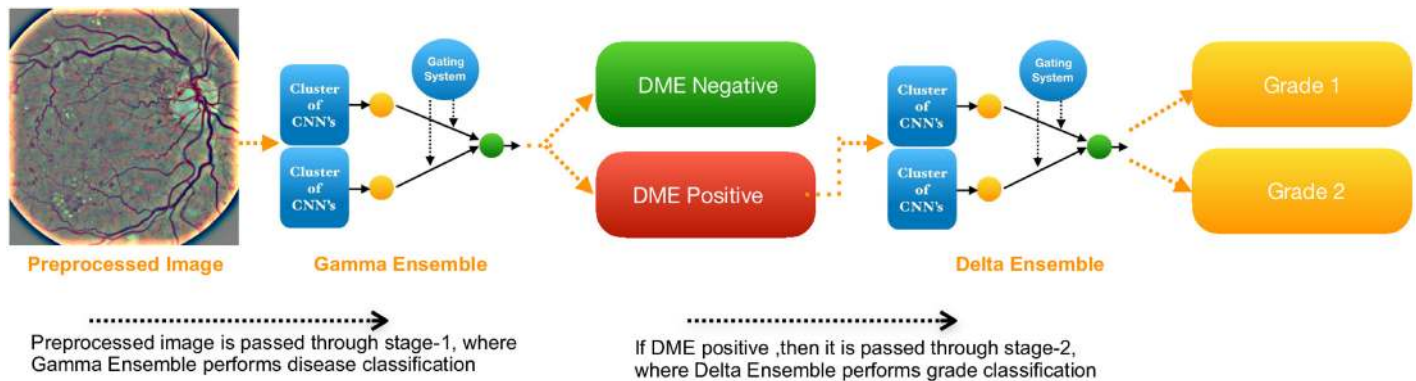 Gating
System
Cluster
of
CNN's
Cluster
of
CNN's
DME Negative
DME Positive
Gating
System
Cluster
of
CNN's
Cluster
of
CNN's
Grade 1
Grade 2
Preprocessed Image
Gamma Ensemble
Delta Ensemble
Preprocessed image is passed through stage-1, where
Gamma Ensemble performs disease classification
If DME positive ,then it is passed through stage-2,
where Delta Ensemble performs grade classification